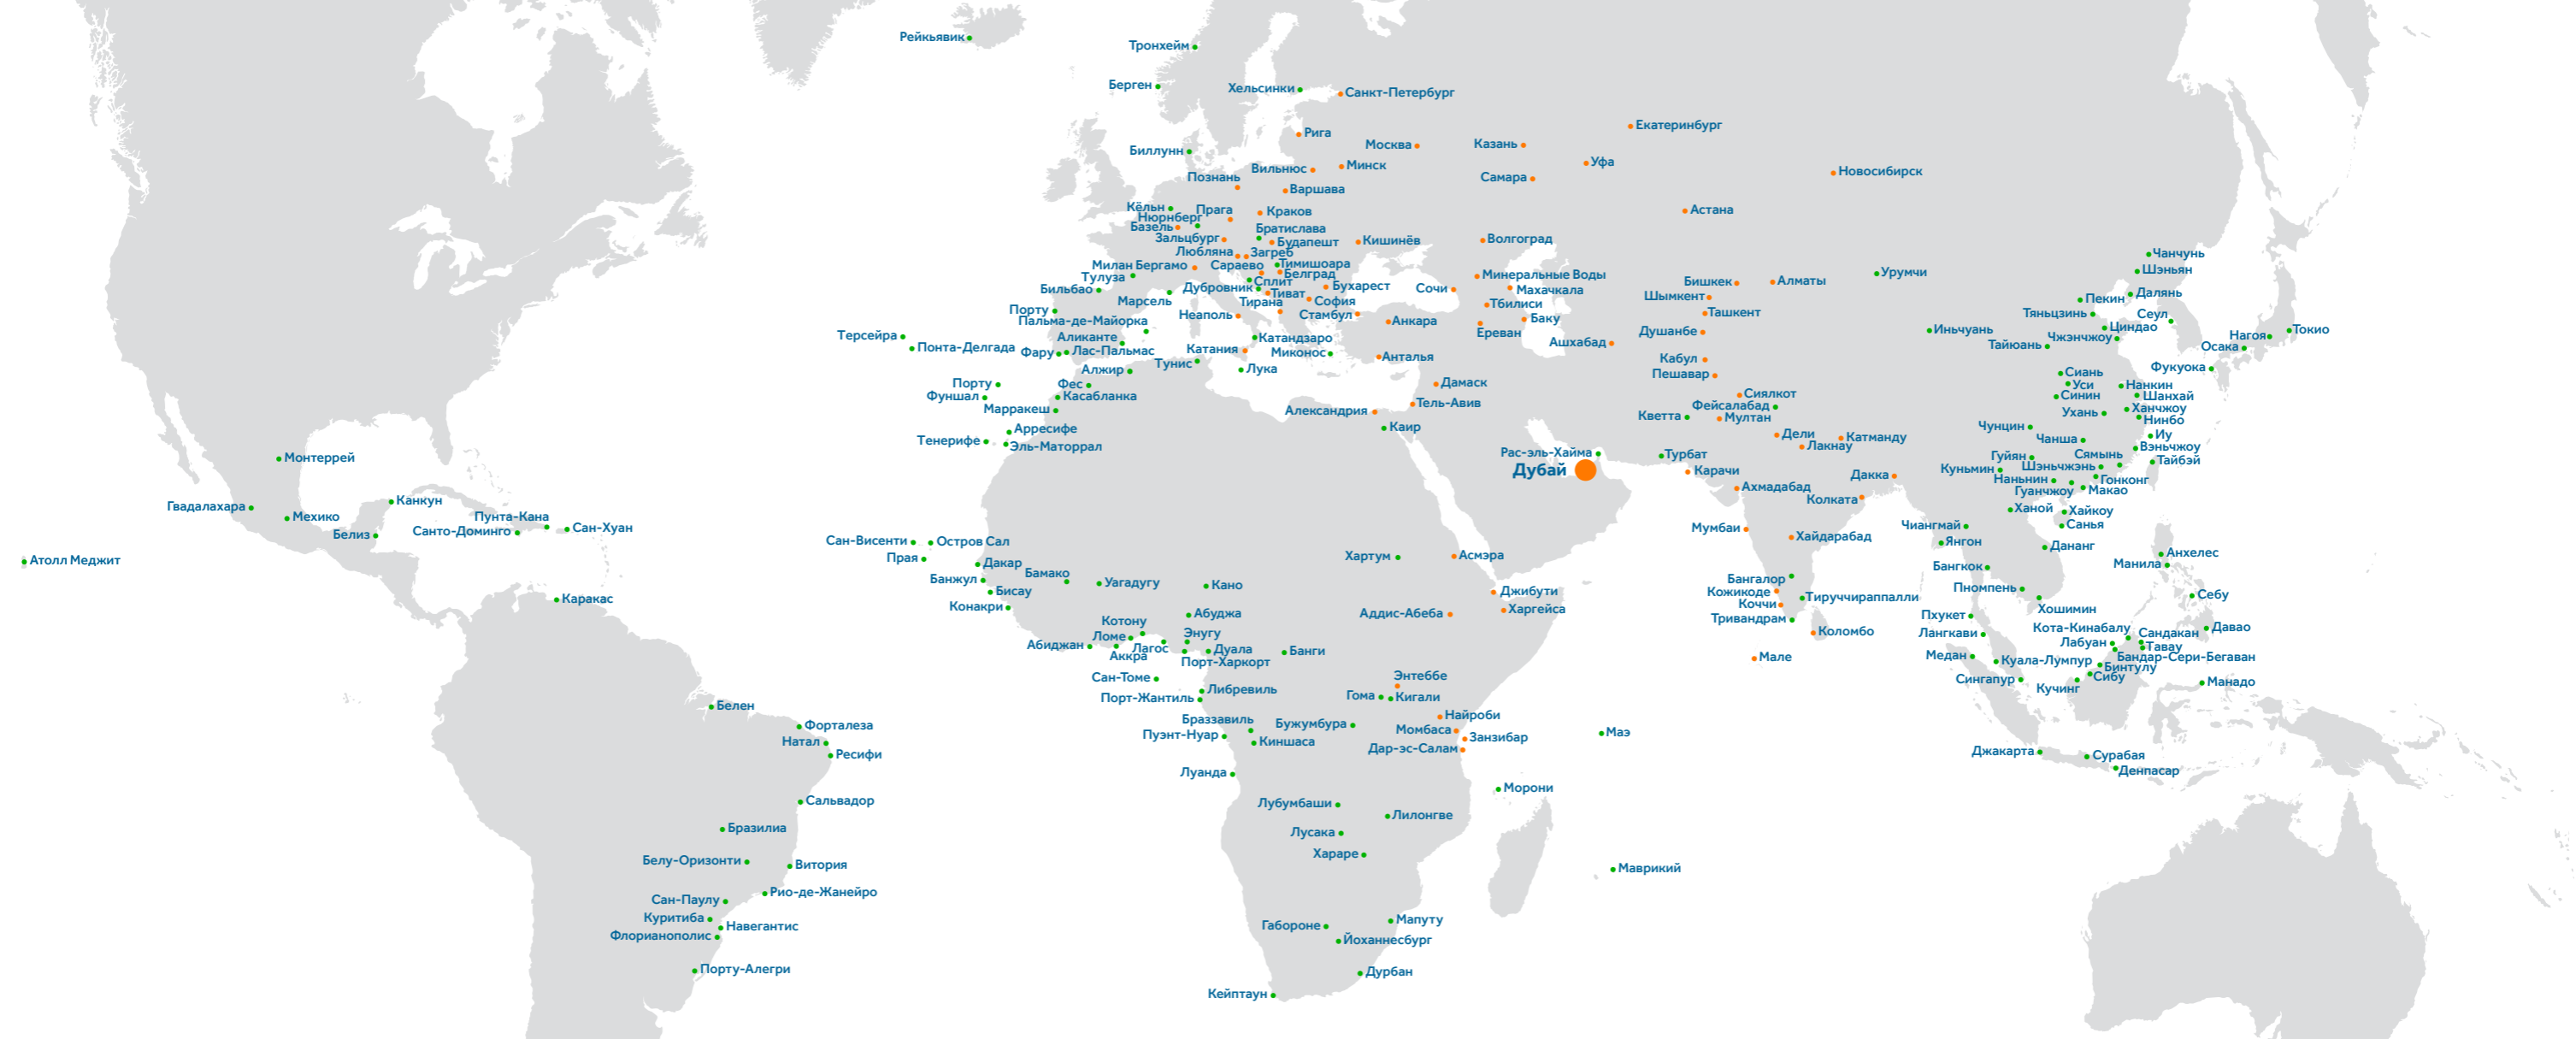 Рейкьявик
Тронхейм
Берген
Хельсинки
Санкт-Петербург
Екатеринбург
Рига
Москва
Казань
Биллунн
Уфа
Вильнюс
Минск
Новосибирск
Познань
Самара
Варшава
Кёльн
Прага
Краков
Астана
Нюрнберг
Базель
Братислава
Зальцбург
Будапешт
Кишинёв
Волгоград
Любляна
Загреб
Чанчунь
Милан Бергамо
Сараево
Тимишоара
Шэньян
Тулуза
Белград
Минеральные Воды
Урумчи
Бильбао
Дубровник
Сплит
Бухарест
Сочи
Махачкала
Бишкек
Алматы
Марсель
Тиват
Тирана
София
Шымкент
Далянь
Пекин
Порту
Неаполь
Стамбул
Тбилиси
Ташкент
Тяньцзинь
Сеул
Пальма-де-Майорка
Анкара
Баку
Терсейра
Аликанте
Катандзаро
Ереван
Душанбе
Иньчуань
Циндао
Чжэнчжоу
Нагоя
Токио
Понта-Делгада
Фару
Лас-Пальмас
Катания
Миконос
Анталья
Ашхабад
Тайюань
Осака
Алжир
Тунис
Лука
Кабул
Фукуока
Пешавар
Сиань
Порту
Фес
Дамаск
Уси
Нанкин
Фуншал
Касабланка
Сиялкот
Синин
Шанхай
Марракеш
Александрия
Тель-Авив
Фейсалабад
Ханчжоу
Кветта
Мултан
Ухань
Нинбо
Арресифе
Каир
Чунцин
Тенерифе
Эль-Маторрал
Дели
Катманду
Чанша
Иу
Лакнау
Вэньчжоу
Рас-эль-Хайма
Турбат
Гуйян
Сямынь
Монтеррей
Дубай
Карачи
Куньмин
Шэньчжэнь
Тайбэй
Дакка
Наньнин
Гонконг
Ахмадабад
Гуанчжоу
Макао
Канкун
Колката
Гвадалахара
Ханой
Хайкоу
Мехико
Пунта-Кана
Санья
Белиз
Санто-Доминго
Сан-Хуан
Мумбаи
Чиангмай
Сан-Висенти
Остров Сал
Хайдарабад
Янгон
Дананг
Атолл Меджит
Прая
Дакар
Хартум
Асмэра
Анхелес
Бамако
Бангкок
Манила
Банжул
Уагадугу
Кано
Бангалор
Бисау
Джибути
Кожикоде
Пномпень
Каракас
Конакри
Харгейса
Коччи
Тируччираппалли
Себу
Абуджа
Аддис-Абеба
Хошимин
Котону
Тривандрам
Пхукет
Ломе
Энугу
Коломбо
Лангкави
Кота-Кинабалу
Давао
Абиджан
Лагос
Дуала
Банги
Сандакан
Аккра
Лабуан
Тавау
Порт-Харкорт
Мале
Медан
Куала-Лумпур
Бандар-Сери-Бегаван
Сан-Томе
Энтеббе
Бинтулу
Либревиль
Сингапур
Сибу
Порт-Жантиль
Гома
Кигали
Кучинг
Манадо
Белен
Браззавиль
Найроби
Форталеза
Бужумбура
Момбаса
Натал
Пуэнт-Нуар
Киншаса
Занзибар
Маэ
Ресифи
Дар-эс-Салам
Джакарта
Сурабая
Луанда
Денпасар
Сальвадор
Лубумбаши
Морони
Бразилиа
Лусака
Лилонгве
Белу-Оризонти
Витория
Хараре
Маврикий
Рио-де-Жанейро
Сан-Паулу
Куритиба
Навегантис
Габороне
Мапуту
Флорианополис
Йоханнесбург
Порту-Алегри
Дурбан
Кейптаун